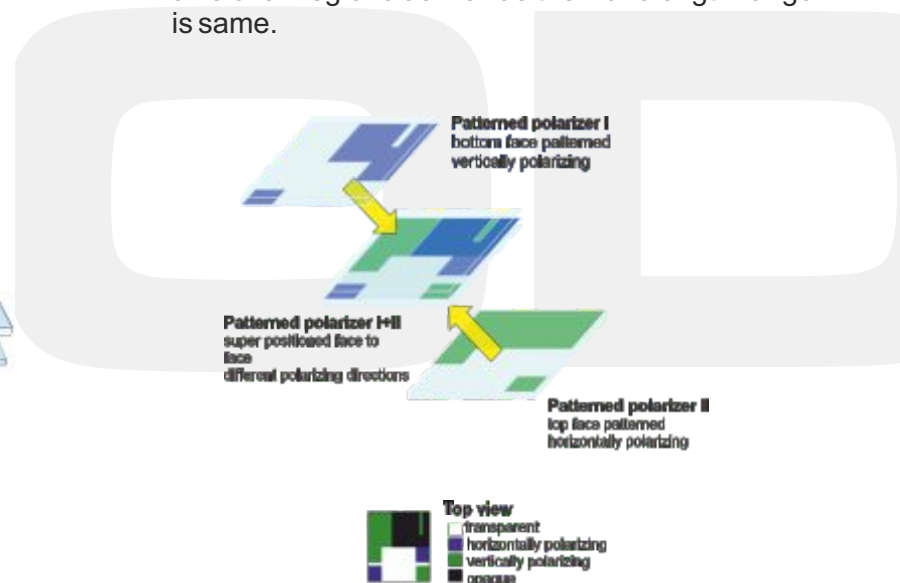 is same.
Patterned polarizer I
bottom face patterned
vertically polarizing
Patterned polarizer I+II
super positioned face to
face
different polarizing directions
Patterned polarizer II
top face patterned
horizontally polarizing
Top view
transparent
horizontally polarizing
vertically polarizing
opaque